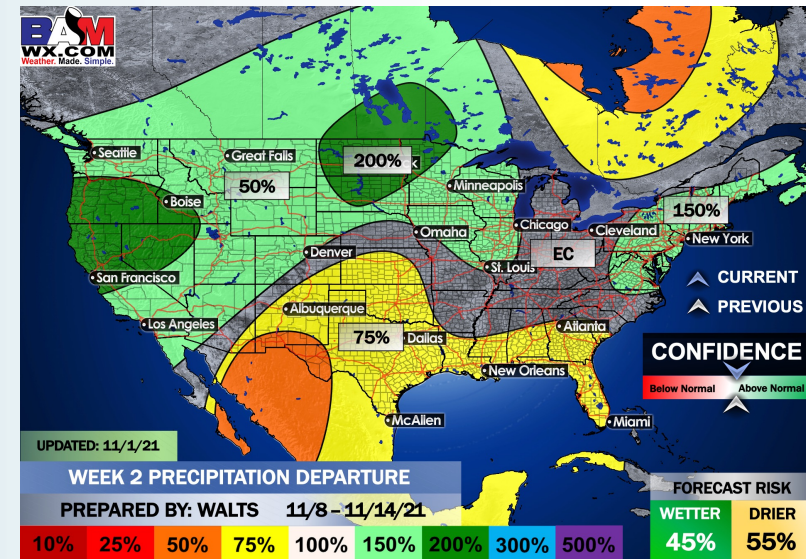 BAM
WX.COM
Weather. Made. Simple.
Seattle
Great Falls
200%
k
50%
Minneapolis
Boise
150%
Omaha
Chicago
Cleveland
New York
Denver
EC
St. Louis
San Francisco
CURRENT
Albuquerque
PREVIOUS
Los Angeles
75%
Dallas
Atlanta
CONFIDENCE
New Orleans
Below Normal
Above Normal
McAllen
Miami
UPDATED: 11/1/21
WEEK 2 PRECIPITATION DEPARTURE
PREPARED BY: WALTS 11/8 – 11/14/21
FORECAST RISK
WETTER DRIER
45% 55%
10% 25% 50% 75% 100% 150% 200% 300% 500%